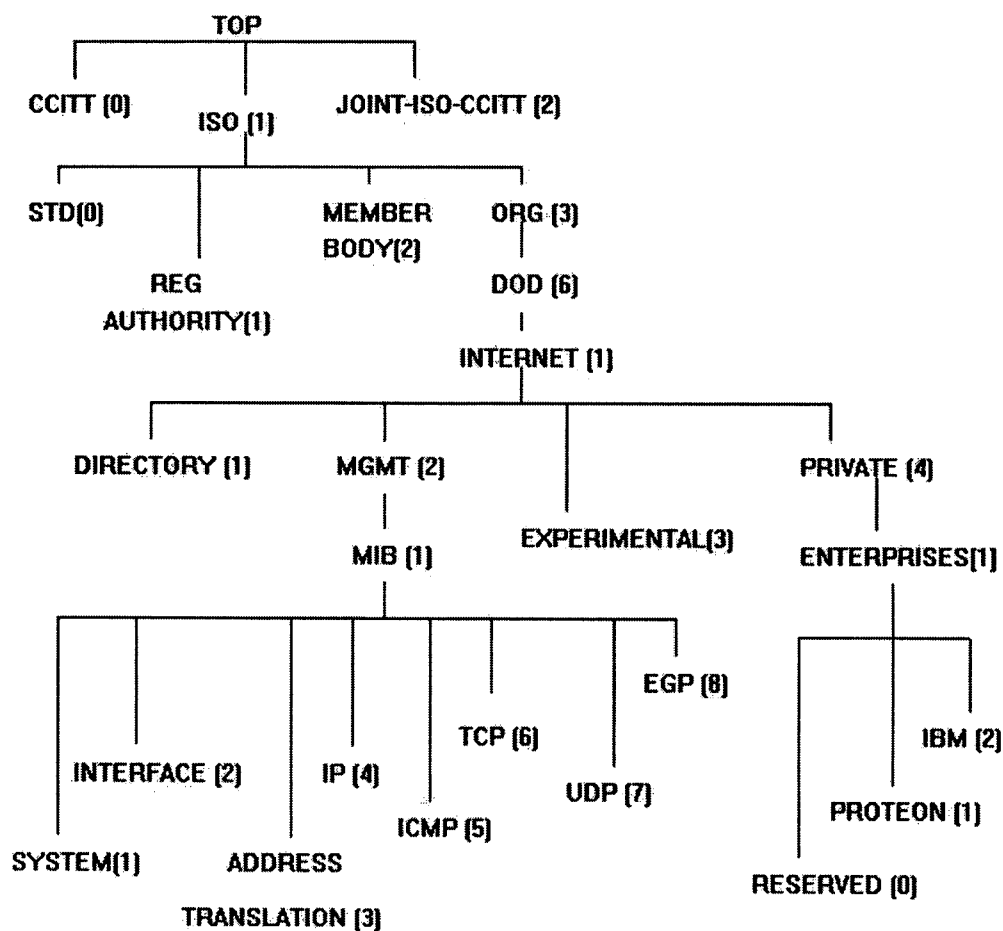 TOP
CCITT (0)
ISO (1)
JOINT-ISO-CCITT (2)
STD(0)
REG
AUTHORITY(1)
MEMBER
BODY(2)
ORG (3)
DOD (6)
INTERNET (1)
DIRECTORY (1)
MGMT (2)
EXPERIMENTAL(3)
PRIVATE (4)
MIB (1)
ENTERPRISES(1)
SYSTEM(1)
INTERFACE (2)
ADDRESS
TRANSLATION (3)
IP (4)
ICMP (5)
TCP (6)
UDP (7)
EGP (8)
RESERVED (0)
PROTEON (1)
IBM (2)